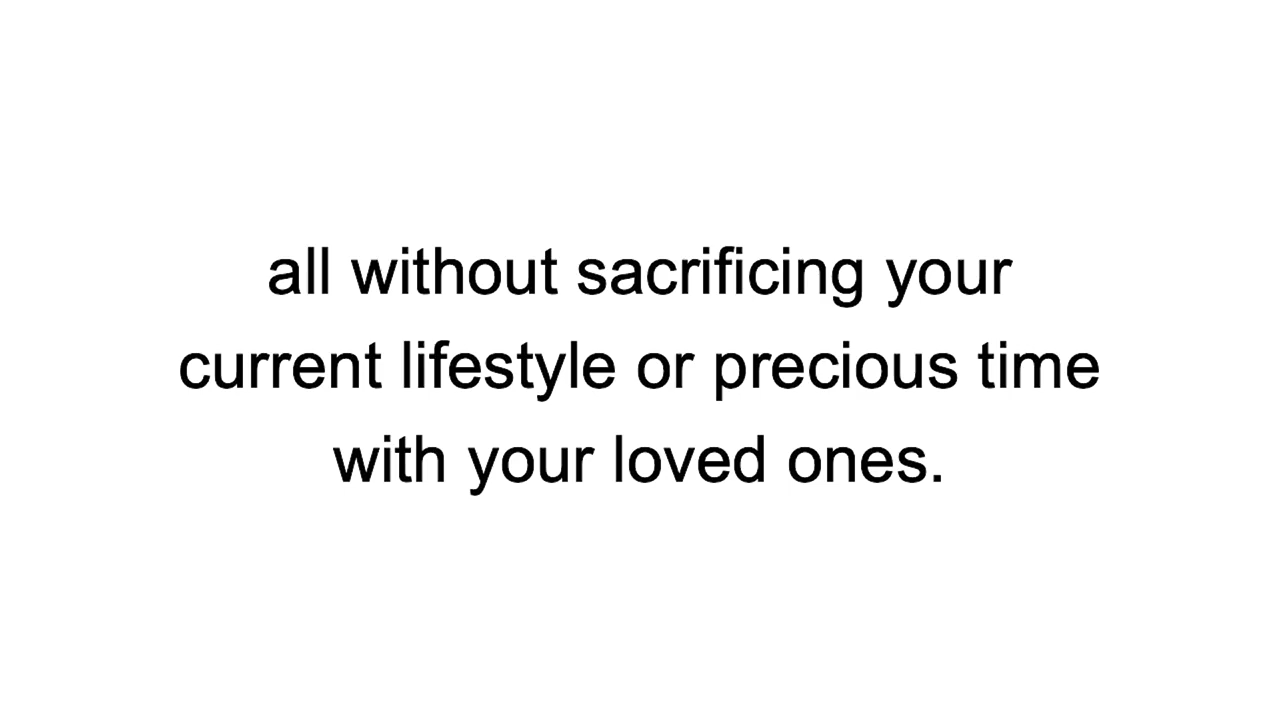 all without sacrificing your
current lifestyle or precious time
with your loved ones.